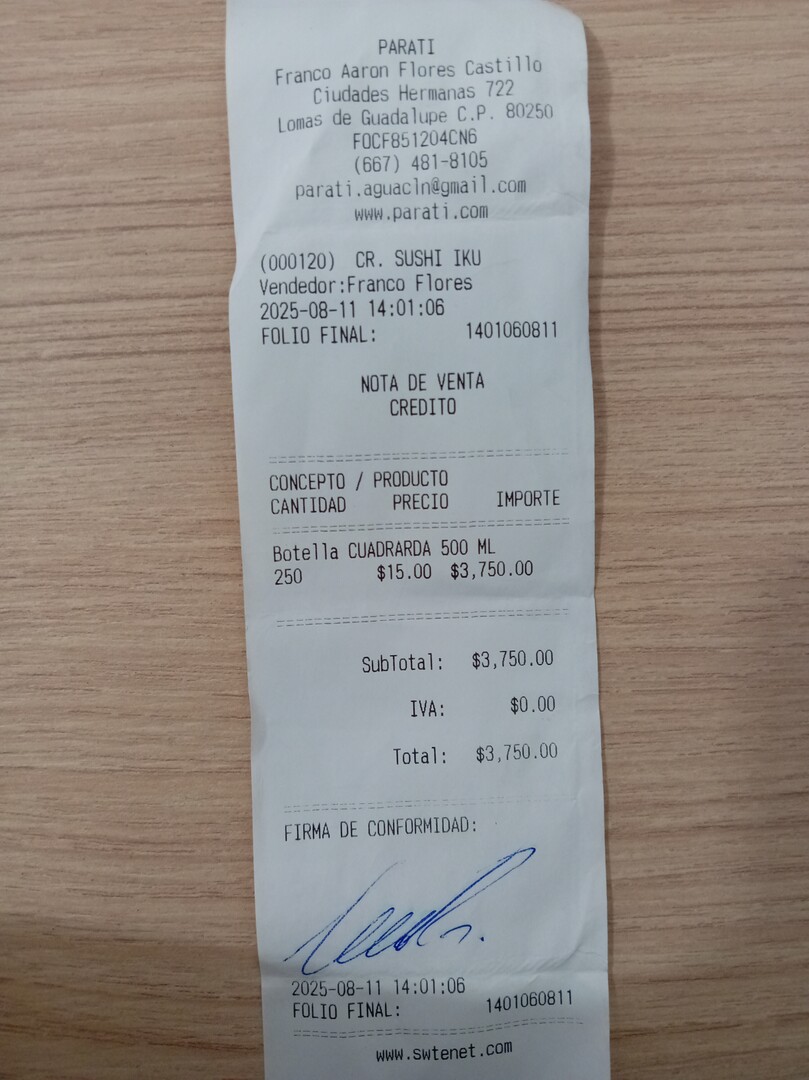 PARATI
Franco Aaron Flores Castillo
Ciudades Hermanas 722
Lomas de Guadalupe C.P. 80250
FOCF851204CN6
(667) 481-8105
parati.aguacln@gmail.com
www.parati.com
(000120) CR. SUSHI IKU
Vendedor:Franco Flores
2025-08-11 14:01:06
FOLIO FINAL: 1401060811
NOTA DE VENTA
CREDITO
CONCEPTO / PRODUCTO
CANTIDAD PRECIO IMPORTE
Botella CUADRARDA 500 ML
250 $15.00 $3,750.00
SubTotal: $3,750.00
IVA: $0.00
Total: $3,750.00
FIRMA DE CONFORMIDAD:
2025-08-11 14:01:06
FOLIO FINAL: 1401060811
www.swtenet.com